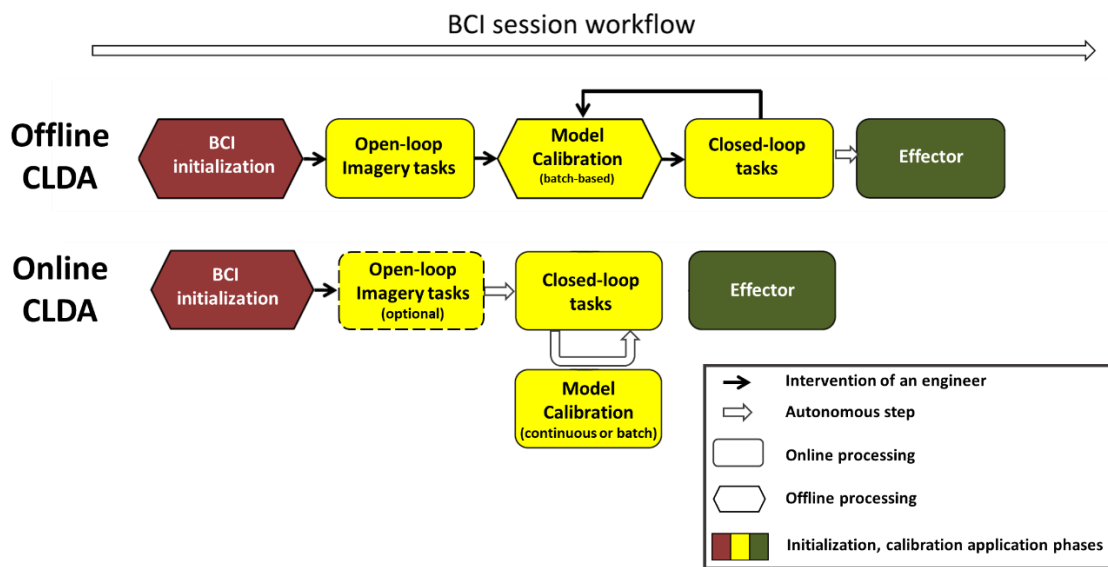 BCI session workflow
Offline
CLDA
BCI
initialization
Open-loop
Imagery tasks
Model
Calibration
(batch-based)
Closed-loop
tasks
Effector
Online
CLDA
BCI
initialization
Open-loop
Imagery tasks
(optional)
Closed-loop
tasks
Effector
Model
Calibration
(continuous or batch)
Intervention of an engineer
Autonomous step
Online processing
Offline processing
Initialization, calibration application phases